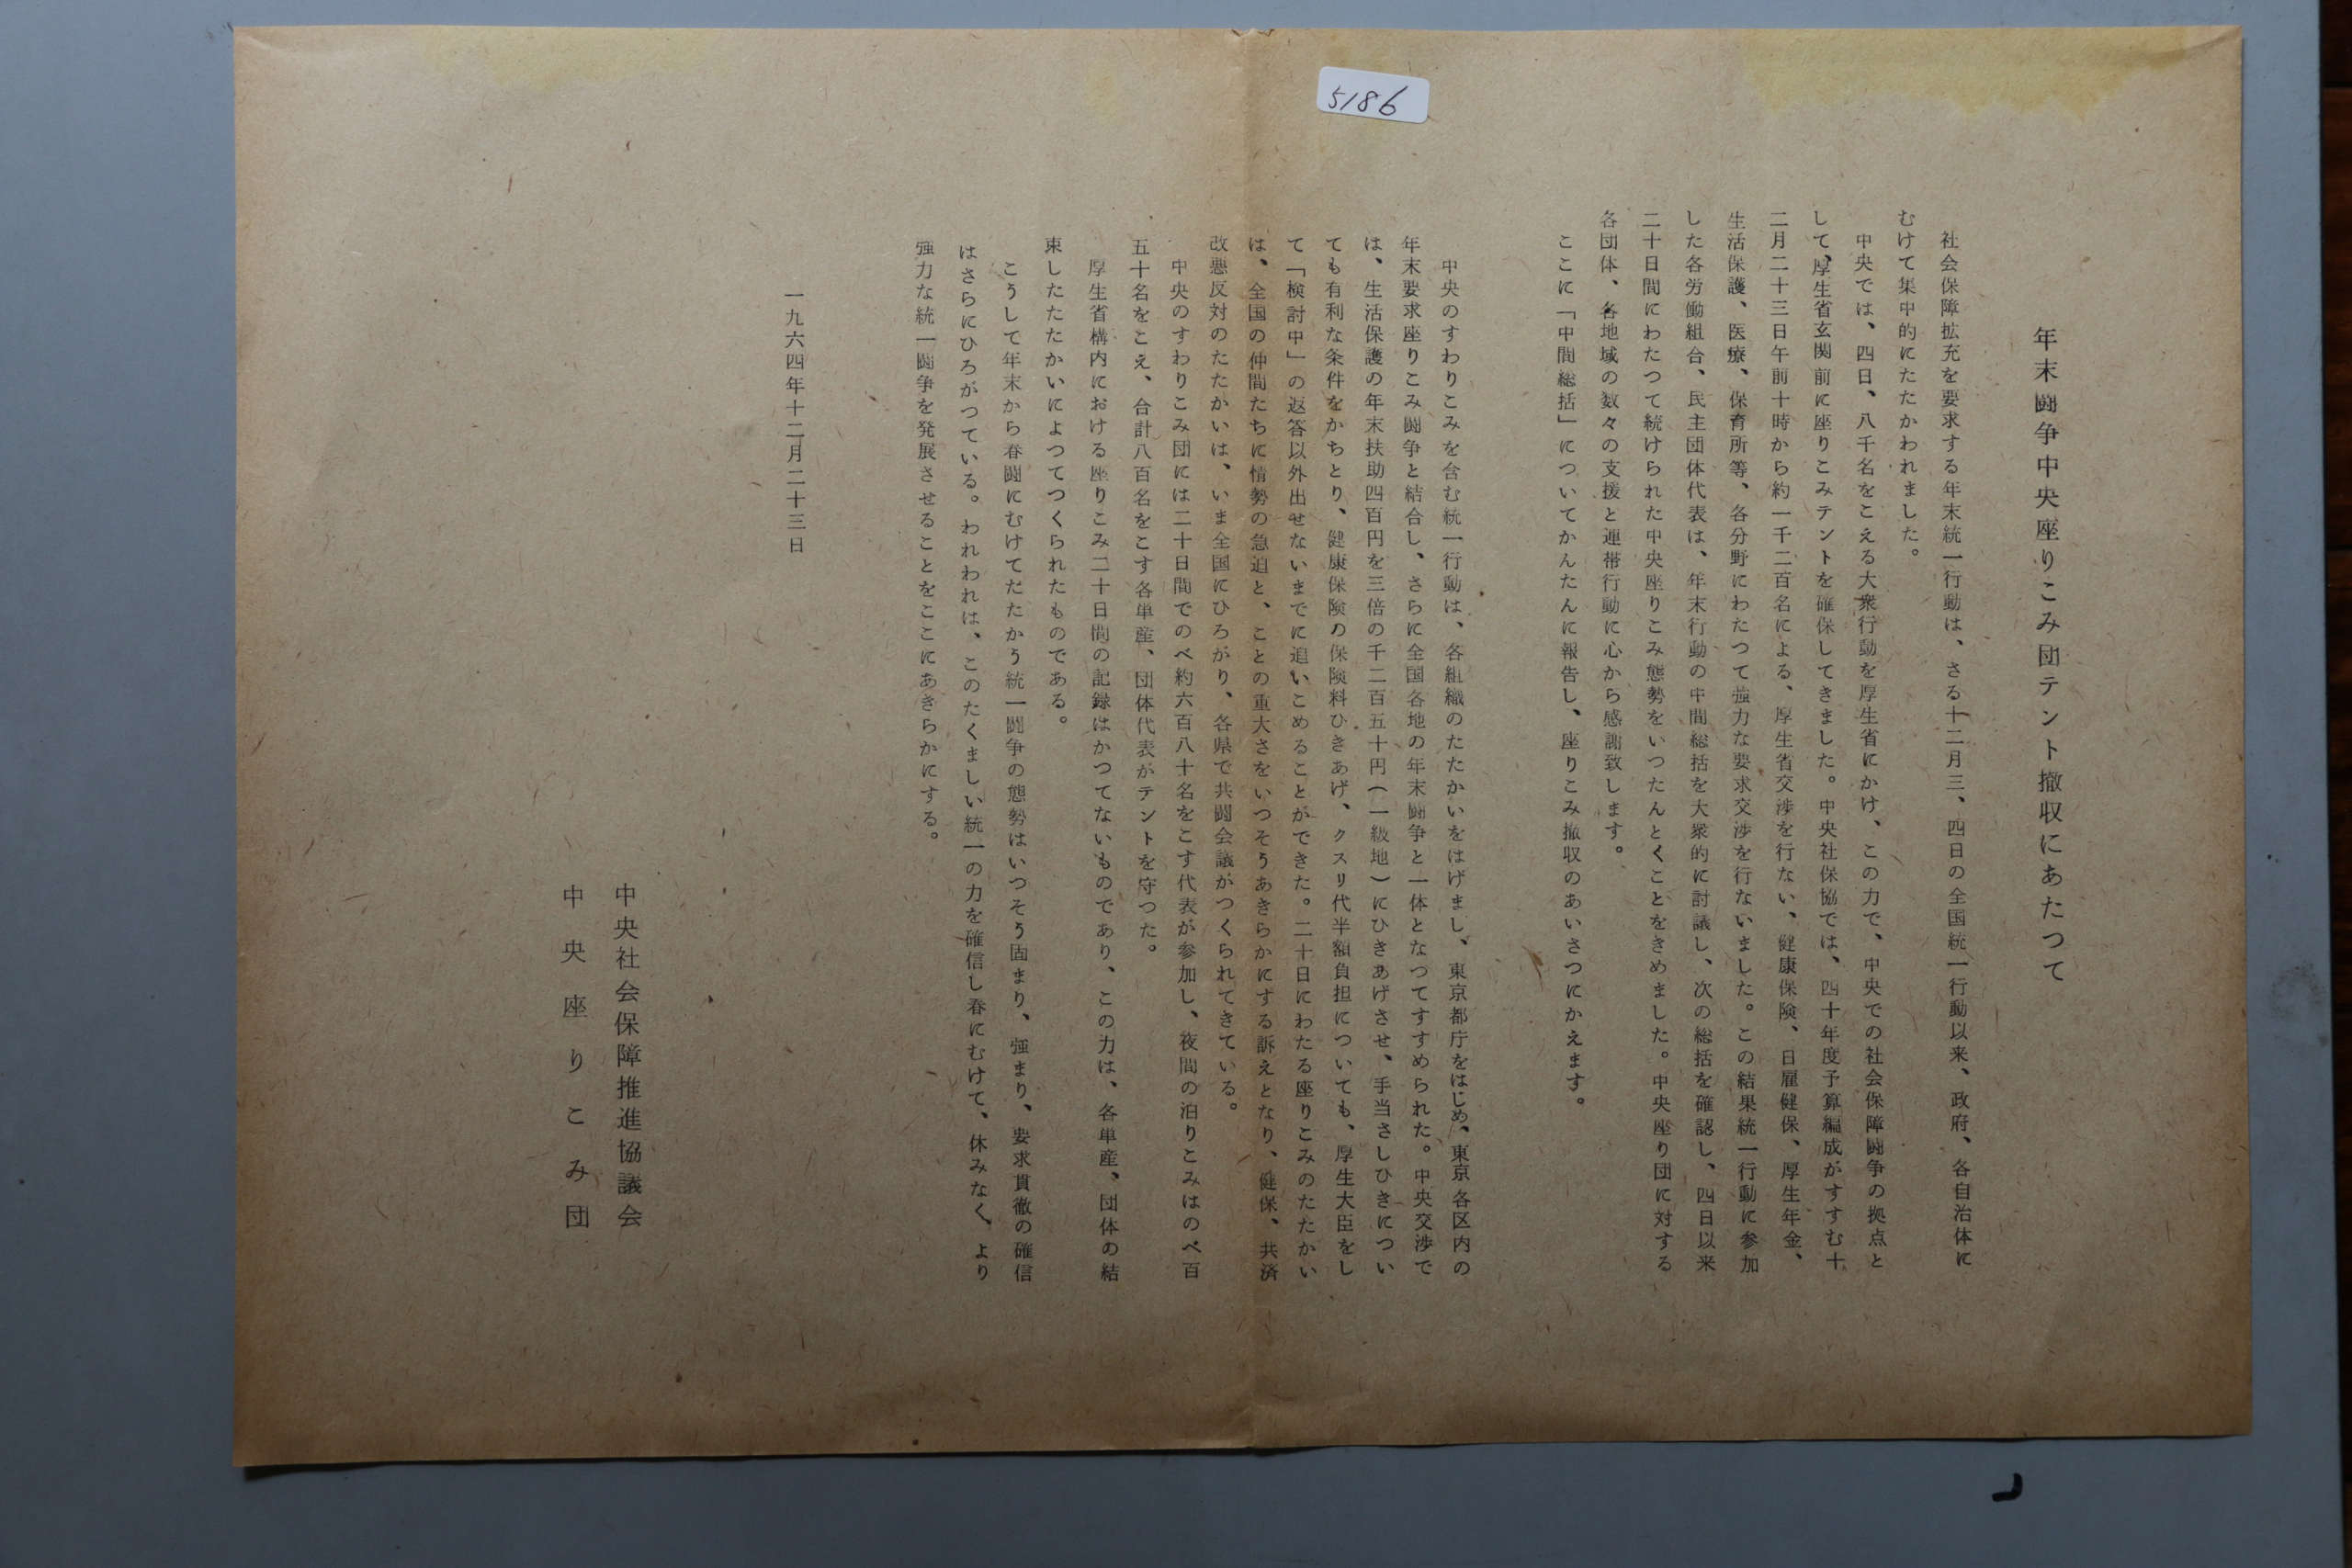 5186
年末闘争中央座りこみ団テント撤収にあたつて
社会保障拡充を要求する年末統一行動は、さる十二月三、四日の全国統一行動以来、政府、各自治体に
むけて集中的にたたかわれました。
中央では、四日、八千名をこえる大衆行動を厚生省にかけ、この力で、中央での社会保障闘争の拠点と
して、厚生省玄関前に座りこみテントを確保してきました。中央社保協では、四十年度予算編成がすすむ十
二月二十三日午前十時から約一千二百名による、厚生省交渉を行ない、健康保険、日雇健保、厚生年金、
生活保護、医療、保育所等、各分野にわたつて強力な要求交渉を行ないました。この結果統一行動に参加
した各労働組合、民主団体代表は、年末行動の中間総括を大衆的に討議し、次の総括を確認し、四日以来
二十日間にわたつて続けられた中央座りこみ態勢をいつたんとくことをきめました。中央座り団に対する
各団体、各地域の数々の支援と連帯行動に心から感謝致します。
ここに「中間総括」についてかんたんに報告し、座りこみ撤収のあいさつにかえます。
中央のすわりこみを含む統一行動は、各組織のたたかいをはげまし、東京都庁をはじめ、東京各区内の
年末要求座りこみ闘争と結合し、さらに全国各地の年末闘争と一体となつてすすめられた。中央交渉で
は、生活保護の年末扶助四百円を三倍の千二百五十円(一級地)にひきあげさせ、手当さしひきについ
ても有利な条件をかちとり、健康保険の保険料ひきあげ、クスリ代半額負担についても、厚生大臣をし
て「検討中」の返答以外出せないまでに追いこめることができた。二十日にわたる座りこみのたたかい
は、全国の仲間たちに情勢の急迫と、ことの重大さをいつそうあきらかにする訴えとなり、健保、共済
改悪反対のたたかいは、いま全国にひろがり、各県で共闘会議がつくられてきている。
中央のすわりこみ団には二十日間でのべ約六百八十名をこす代表が参加し、夜間の泊りこみはのべ百
五十名をこえ、合計八百名をこす各単産、団体代表がテントを守つた。
厚生省構内における座りこみ二十日間の記録はかつてないものであり、この力は、各単産、団体の結
束したたたかいによつてつくられたものである。
こうして年末から春闘にむけてだたかう統一闘争の態勢はいつそう固まり、強まり、要求貫徹の確信
はさらにひろがつている。われわれは、このたくましい統一の力を確信し春にむけて、休みなく、より
強力な統一闘争を発展させることをここにあきらかにする。
一九六四年十二月二十三日
中央社会保障推進協議会
中央座りこみ団